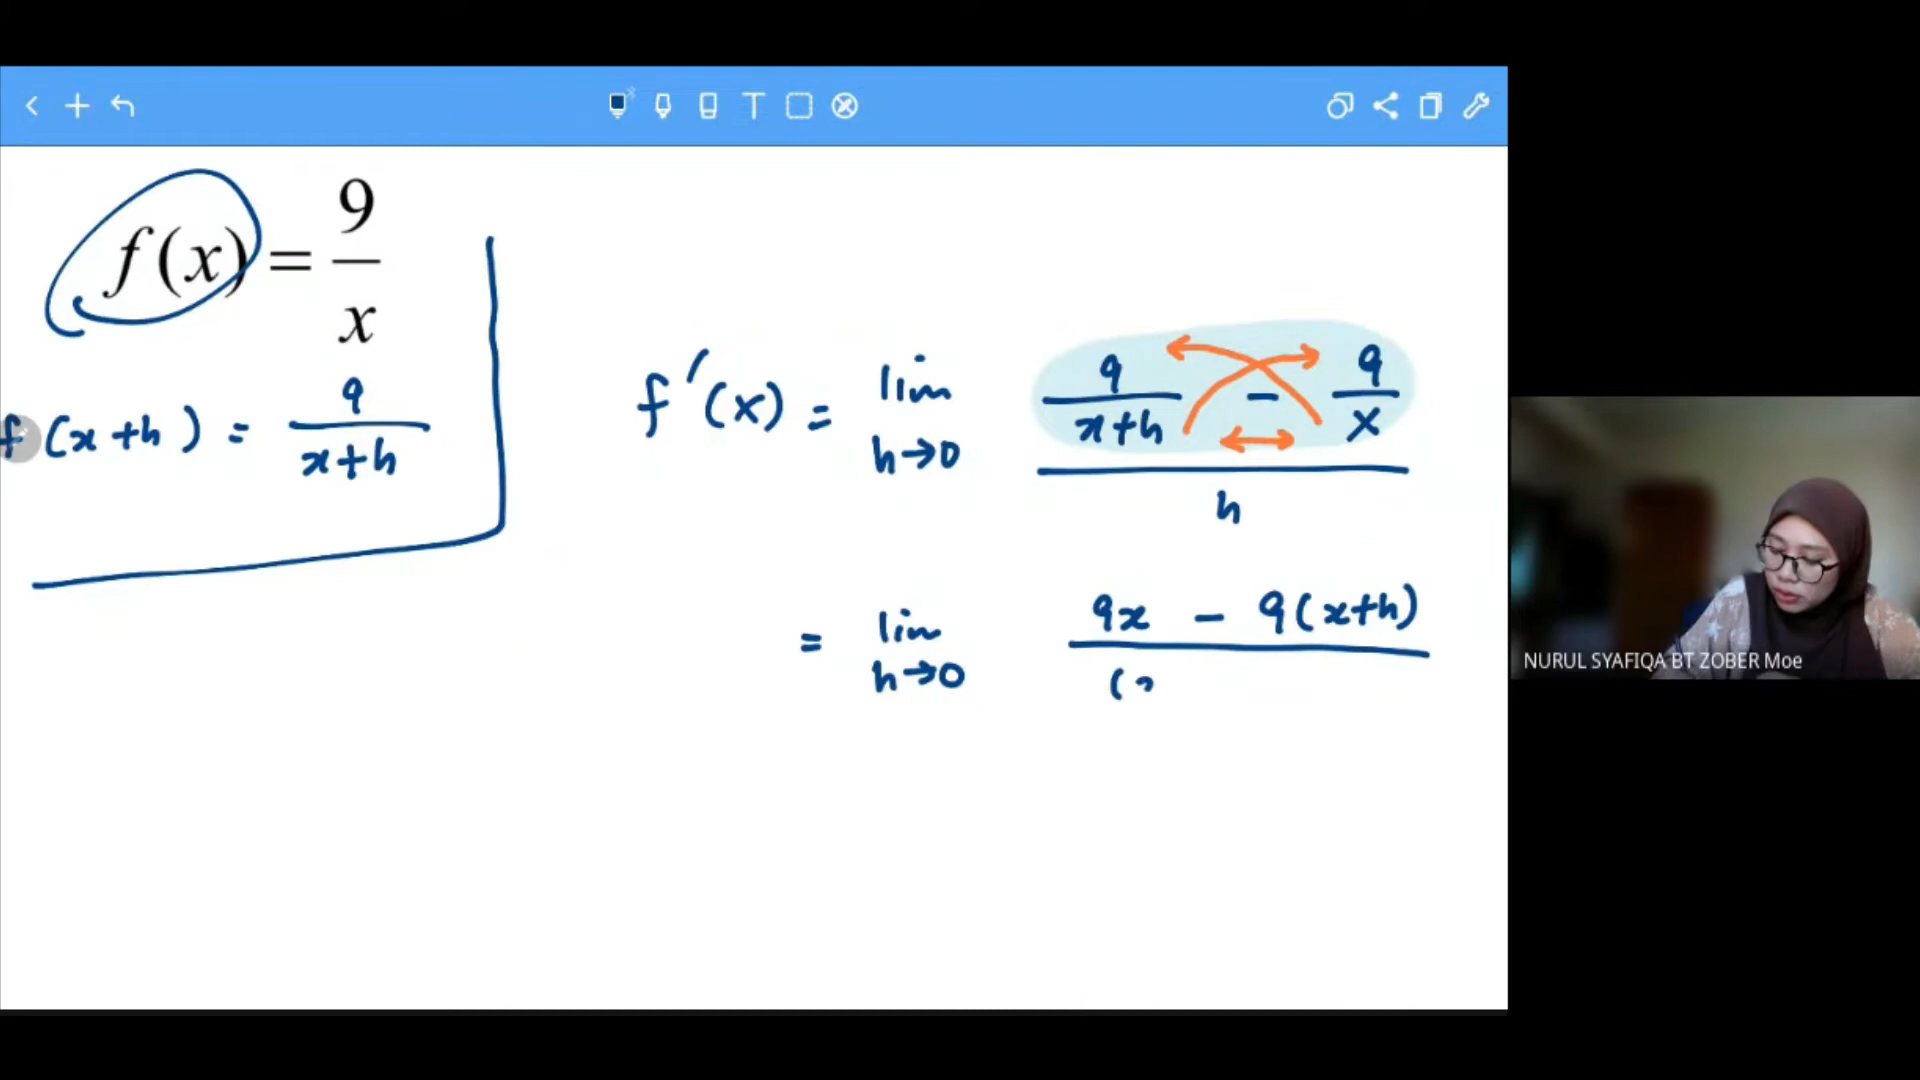 f(x) = 9/x
f(x+h) = 9/(x+h)
f'(x) = lim h→0 (9/(x+h) - 9/x)/h
= lim h→0 (9x - 9(x+h))/(
T
NURUL SYAFIQA BT ZOBER Moe